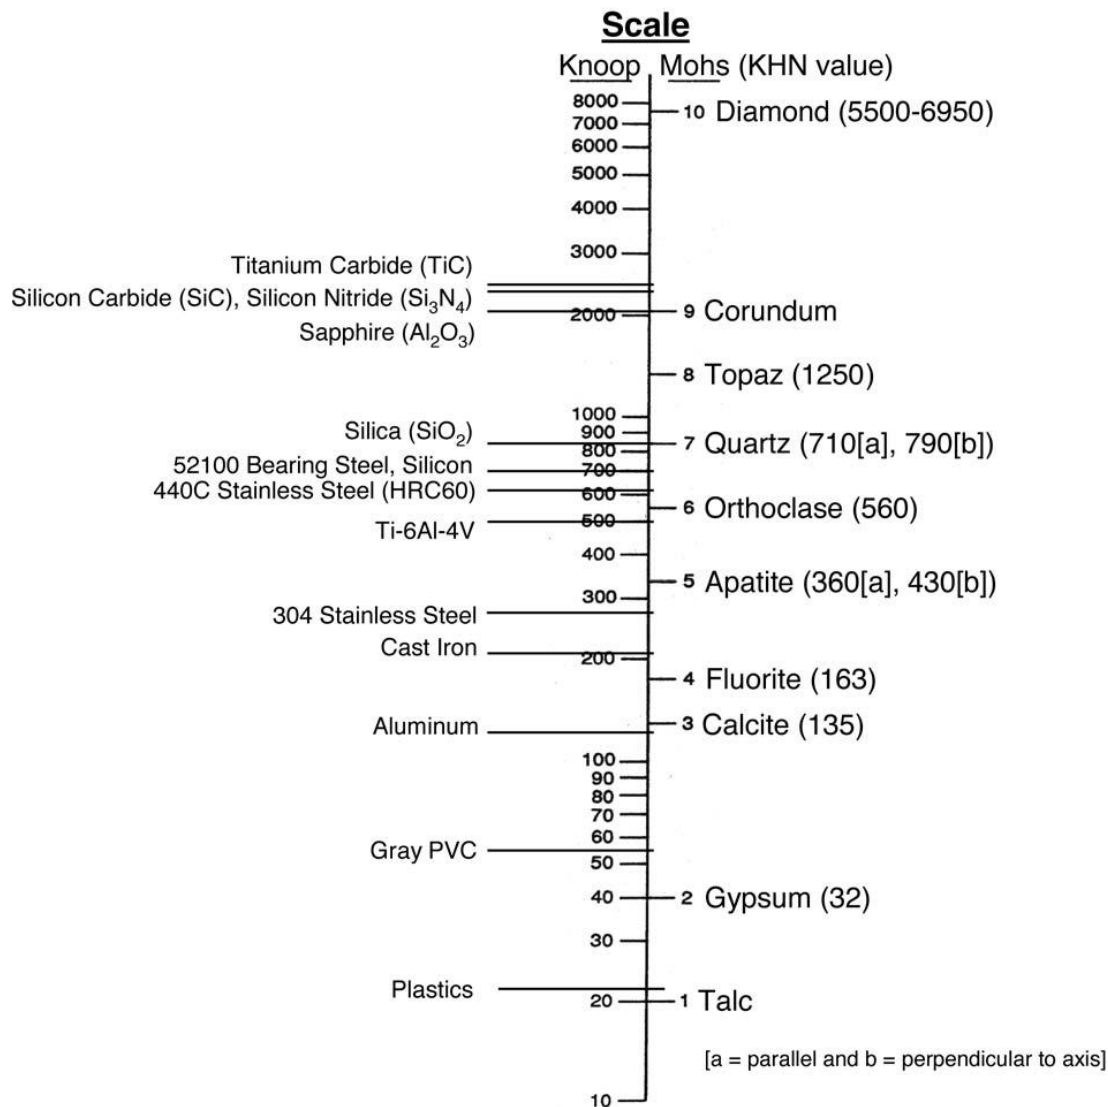 Scale
Knoop Mohs (KHN value)
8000
10 Diamond (5500-6950)
7000
6000
5000
4000
3000
Titanium Carbide (TiC)
Silicon Carbide (SiC), Silicon Nitride (Si₃N₄)
2000
9 Corundum
Sapphire (Al₂O₃)
8 Topaz (1250)
1000
Silica (SiO₂)
900
7 Quartz (710[a], 790[b])
800
52100 Bearing Steel, Silicon
700
440C Stainless Steel (HRC60)
600
6 Orthoclase (560)
500
Ti-6Al-4V
400
5 Apatite (360[a], 430[b])
300
304 Stainless Steel
Cast Iron
200
4 Fluorite (163)
Aluminum
3 Calcite (135)
100
90
80
70
60
Gray PVC
50
40
2 Gypsum (32)
30
Plastics
20
1 Talc
[a = parallel and b = perpendicular to axis]
10